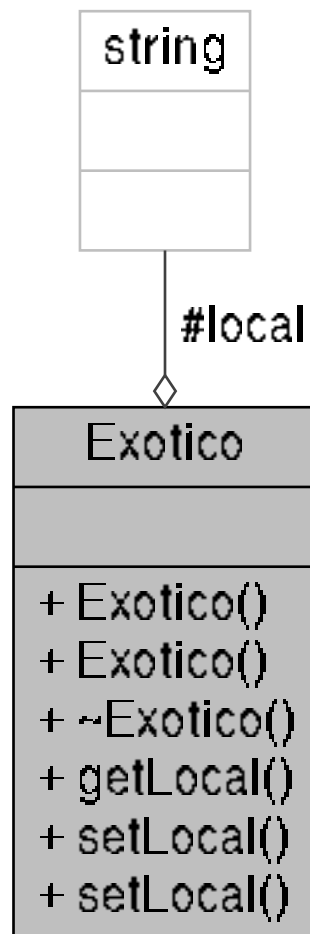 string
#local
Exotico
+ Exotico()
+ Exotico()
+ ~Exotico()
+ getLocal()
+ setLocal()
+ setLocal()